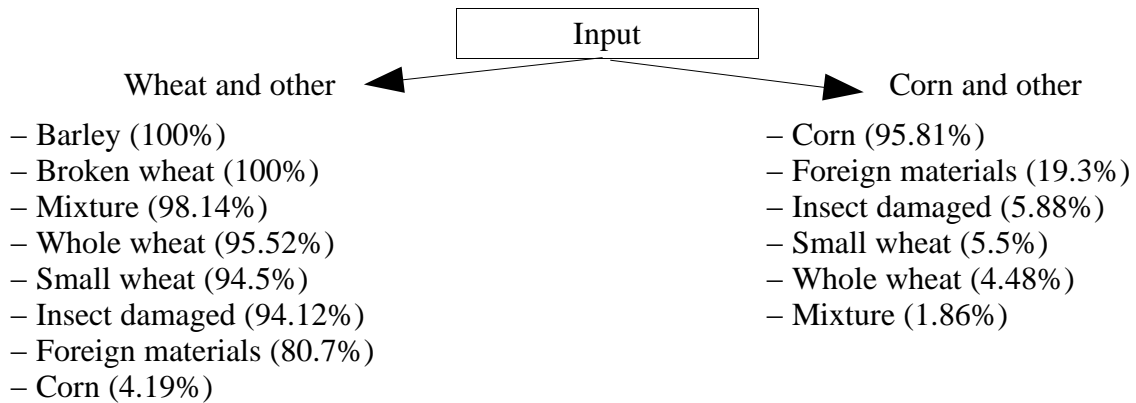 Input
Wheat and other
– Barley (100%)
– Broken wheat (100%)
– Mixture (98.14%)
– Whole wheat (95.52%)
– Small wheat (94.5%)
– Insect damaged (94.12%)
– Foreign materials (80.7%)
– Corn (4.19%)
Corn and other
– Corn (95.81%)
– Foreign materials (19.3%)
– Insect damaged (5.88%)
– Small wheat (5.5%)
– Whole wheat (4.48%)
– Mixture (1.86%)